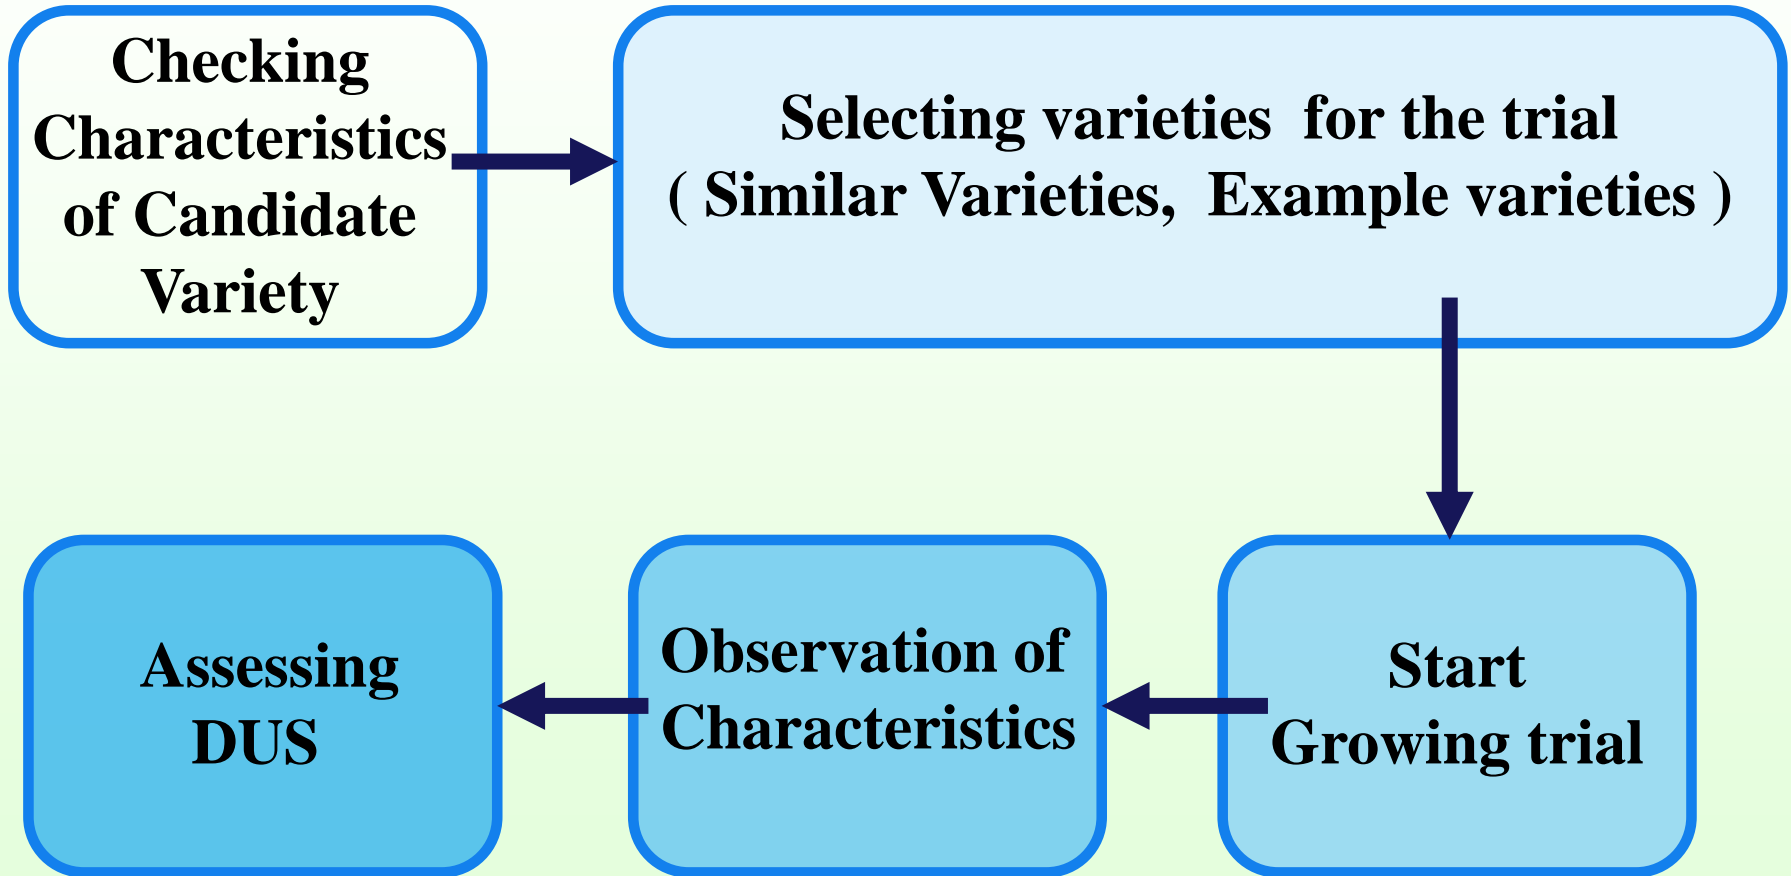 Checking
Characteristics
of Candidate
Variety
Selecting varieties for the trial
( Similar Varieties, Example varieties )
Start
Growing trial
Observation of
Characteristics
Assessing
DUS